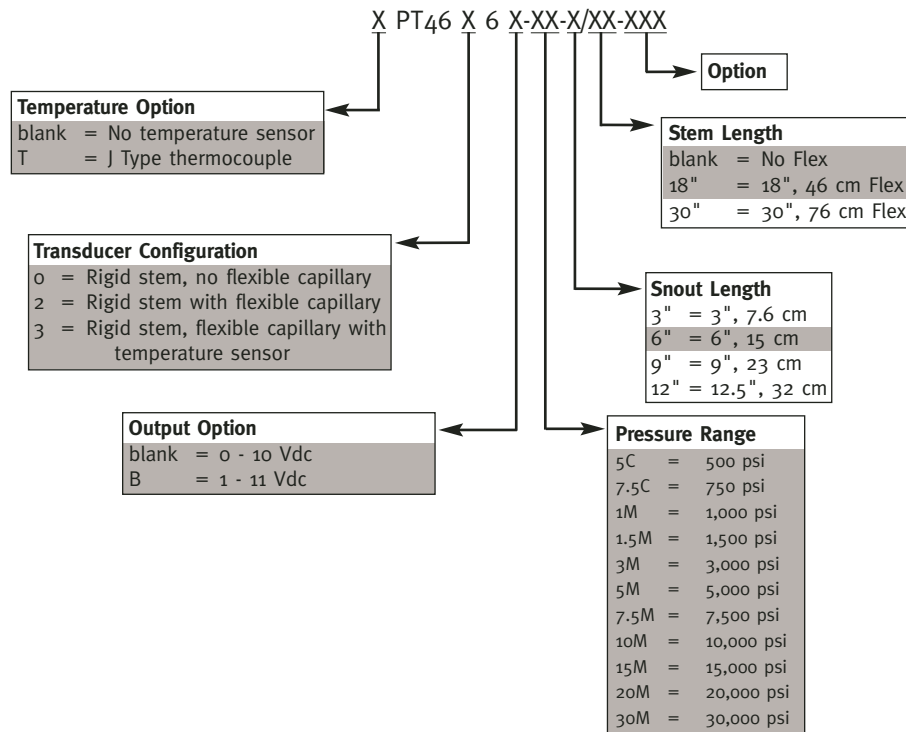 X PT46 X 6 X-XX-X/XX-XXX
Option
Temperature Option
blank = No temperature sensor
T = J Type thermocouple
Stem Length
blank = No Flex
18" = 18", 46 cm Flex
30" = 30", 76 cm Flex
Transducer Configuration
0 = Rigid stem, no flexible capillary
2 = Rigid stem with flexible capillary
3 = Rigid stem, flexible capillary with
temperature sensor
Snout Length
3" = 3", 7.6 cm
6" = 6", 15 cm
9" = 9", 23 cm
12" = 12.5", 32 cm
Output Option
blank = 0 - 10 Vdc
B = 1 - 11 Vdc
Pressure Range
5C = 500 psi
7.5C = 750 psi
1M = 1,000 psi
1.5M = 1,500 psi
3M = 3,000 psi
5M = 5,000 psi
7.5M = 7,500 psi
10M = 10,000 psi
15M = 15,000 psi
20M = 20,000 psi
30M = 30,000 psi